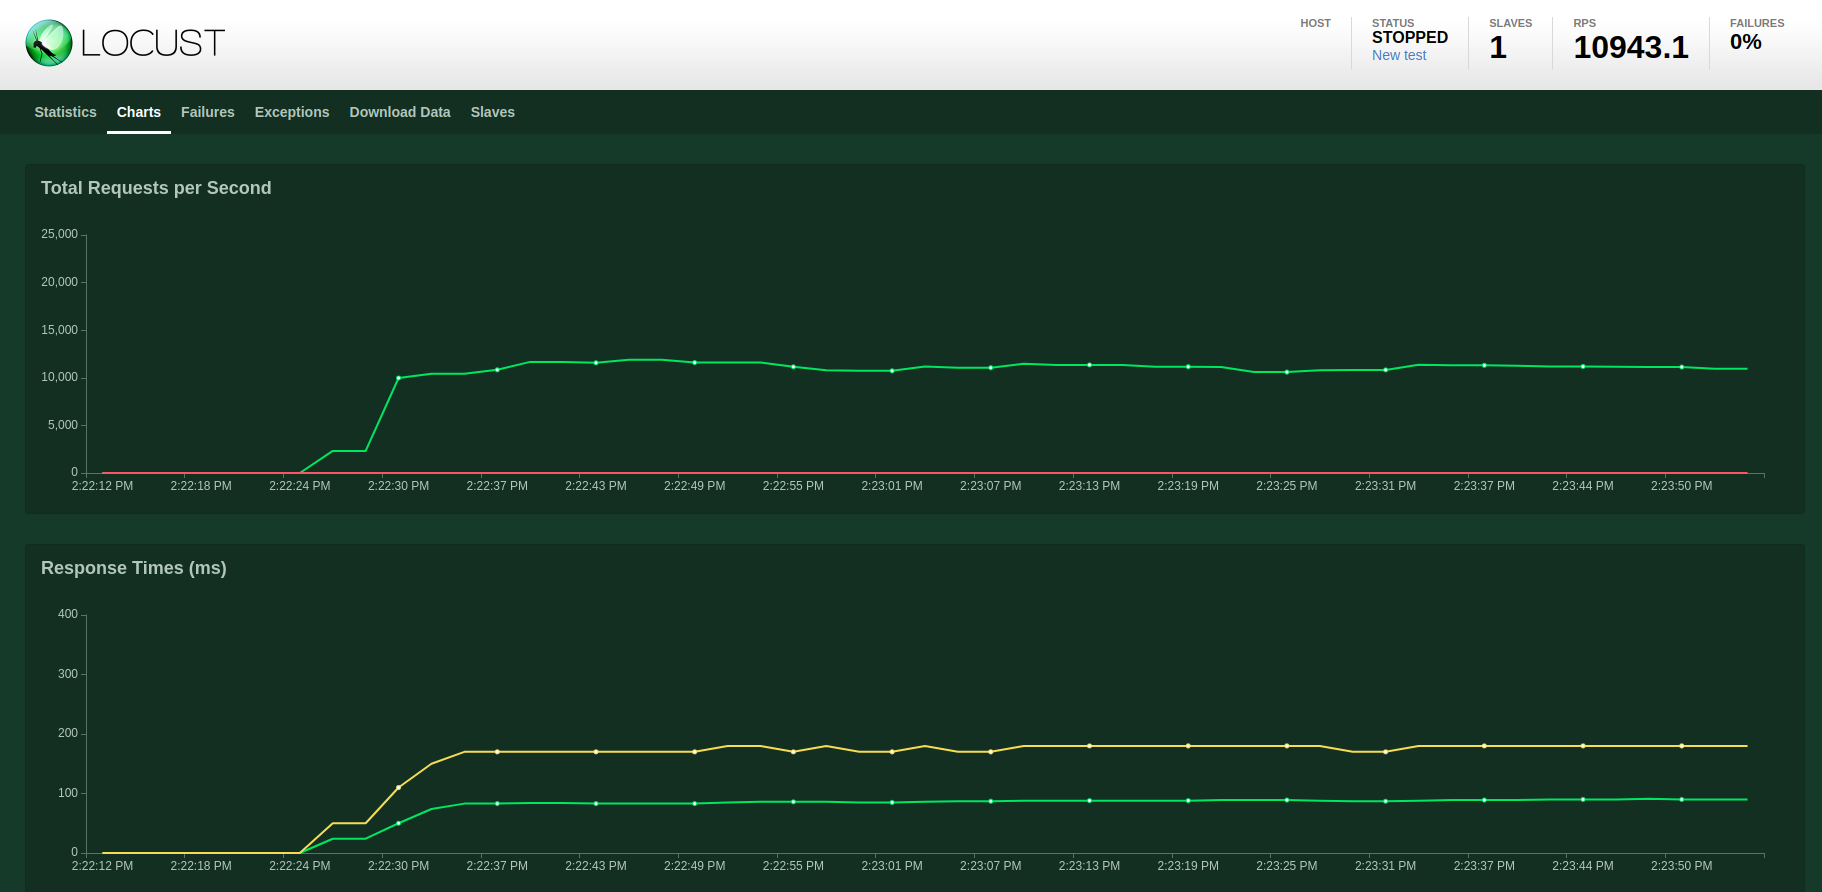 LOCUST
HOST
STATUS
STOPPED
New test
SLAVES
1
RPS
10943.1
FAILURES
0%
Statistics Charts Failures Exceptions Download Data Slaves
Total Requests per Second
25,000
20,000
15,000
10,000
5,000
0
2:22:12 PM 2:22:18 PM 2:22:24 PM 2:22:30 PM 2:22:37 PM 2:22:43 PM 2:22:49 PM 2:22:55 PM 2:23:01 PM 2:23:07 PM 2:23:13 PM 2:23:19 PM 2:23:25 PM 2:23:31 PM 2:23:37 PM 2:23:44 PM 2:23:50 PM
Response Times (ms)
400
300
200
100
0
2:22:12 PM 2:22:18 PM 2:22:24 PM 2:22:30 PM 2:22:37 PM 2:22:43 PM 2:22:49 PM 2:22:55 PM 2:23:01 PM 2:23:07 PM 2:23:13 PM 2:23:19 PM 2:23:25 PM 2:23:31 PM 2:23:37 PM 2:23:44 PM 2:23:50 PM